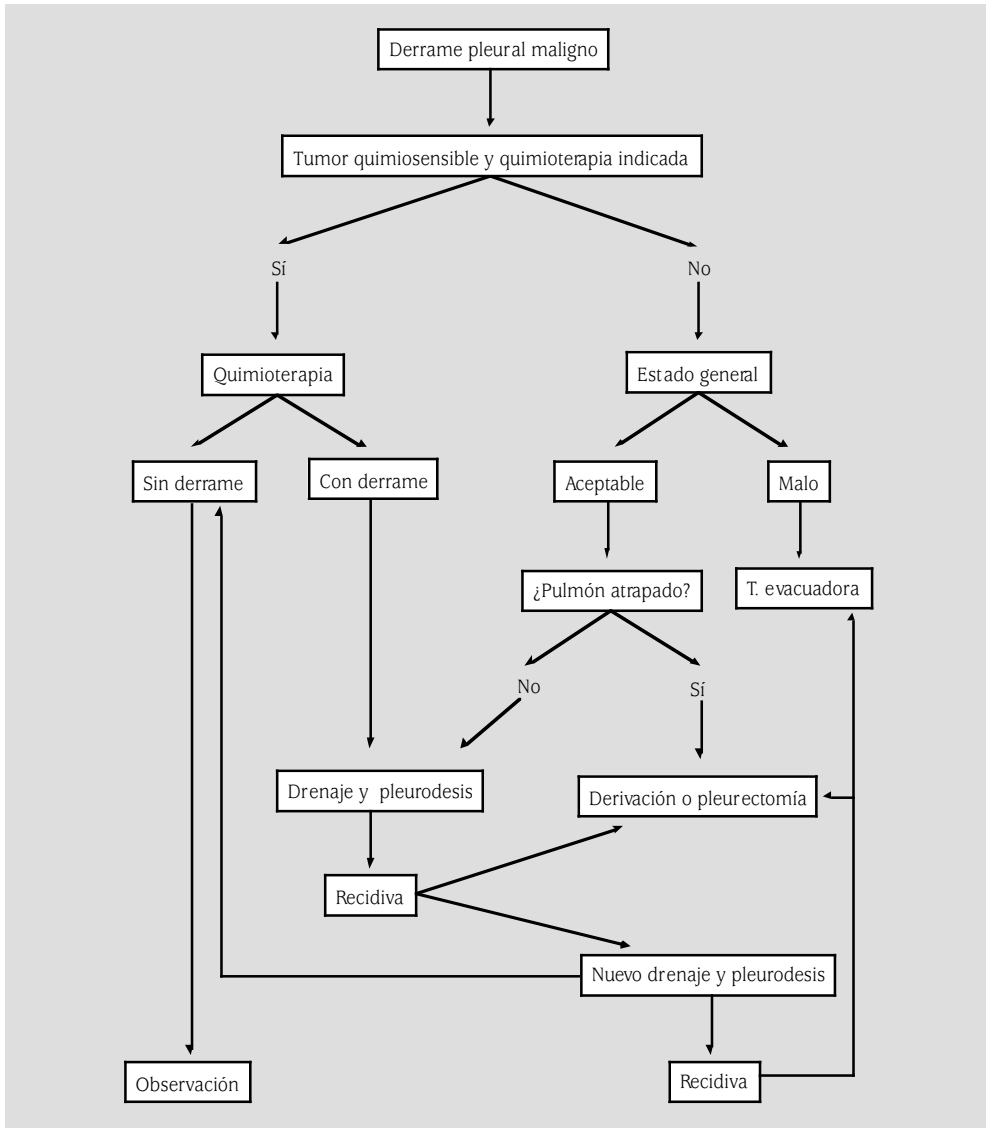 Derrame pleural maligno
Tumor quimiosensible y quimioterapia indicada
Sí
No
Quimioterapia
Estado general
Sin derrame
Con derrame
Aceptable
Malo
¿Pulmón atrapado?
T. evacuadora
No
Sí
Drenaje y pleurodesis
Derivación o pleurectomía
Recidiva
Nuevo drenaje y pleurodesis
Observación
Recidiva